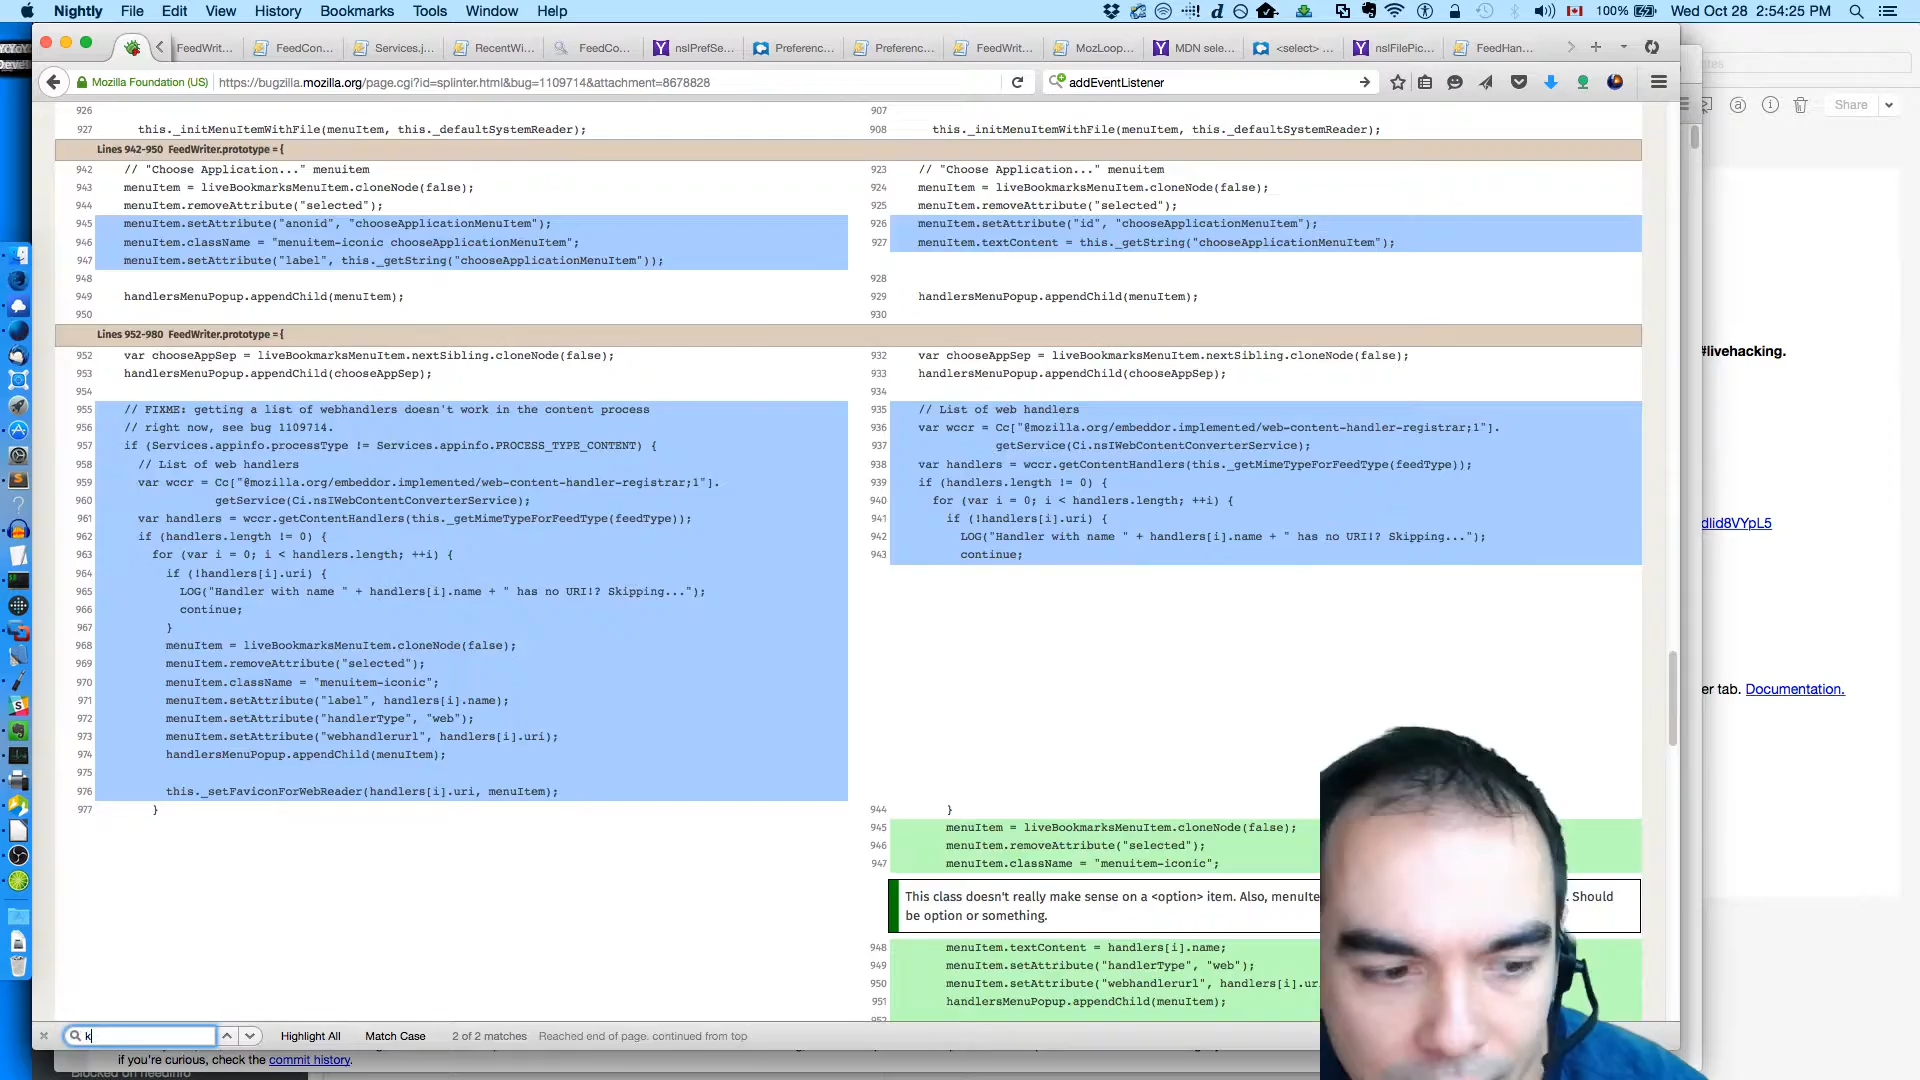 Nightly File Edit View History Bookmarks Tools Window Help 100% Wed Oct 28 2:54:25 PM
FeedWrit... FeedCon... Services.j... RecentWi... FeedCo... nsIPrefSe... Preferenc... Preferenc... FeedWrit... MozLoop... MDN sele... <select> ... nsIFilePic... FeedHan...
Mozilla Foundation (US) https://bugzilla.mozilla.org/page.cgi?id=splinter.html&bug=1109714&attachment=8678828 addEventListener
Share
926
927 this._initMenuItemWithFile(menuItem, this._defaultSystemReader);
Lines 942-950 FeedWriter.prototype = {
942 // "Choose Application..." menuitem
943 menuItem = liveBookmarksMenuItem.cloneNode(false);
944 menuItem.removeAttribute("selected");
945 menuItem.setAttribute("anonid", "chooseApplicationMenuItem");
946 menuItem.className = "menuitem-iconic chooseApplicationMenuItem";
947 menuItem.setAttribute("label", this._getString("chooseApplicationMenuItem"));
948
949 handlersMenuPopup.appendChild(menuItem);
950
Lines 952-980 FeedWriter.prototype = {
952 var chooseAppSep = liveBookmarksMenuItem.nextSibling.cloneNode(false);
953 handlersMenuPopup.appendChild(chooseAppSep);
954
955 // FIXME: getting a list of webhandlers doesn't work in the content process
956 // right now, see bug 1109714.
957 if (Services.appinfo.processType != Services.appinfo.PROCESS_TYPE_CONTENT) {
958 // List of web handlers
959 var wccr = Cc["@mozilla.org/embeddor.implemented/web-content-handler-registrar;1"].
960 getService(Ci.nsIWebContentConverterService);
961 var handlers = wccr.getContentHandlers(this._getMimeTypeForFeedType(feedType));
962 if (handlers.length != 0) {
963 for (var i = 0; i < handlers.length; ++i) {
964 if (!handlers[i].uri) {
965 LOG("Handler with name " + handlers[i].name + " has no URI!? Skipping...");
966 continue;
967 }
968 menuItem = liveBookmarksMenuItem.cloneNode(false);
969 menuItem.removeAttribute("selected");
970 menuItem.className = "menuitem-iconic";
971 menuItem.setAttribute("label", handlers[i].name);
972 menuItem.setAttribute("handlerType", "web");
973 menuItem.setAttribute("webhandlerurl", handlers[i].uri);
974 handlersMenuPopup.appendChild(menuItem);
975
976 this._setFaviconForWebReader(handlers[i].uri, menuItem);
977 }
907
908 this._initMenuItemWithFile(menuItem, this._defaultSystemReader);
923 // "Choose Application..." menuitem
924 menuItem = liveBookmarksMenuItem.cloneNode(false);
925 menuItem.removeAttribute("selected");
926 menuItem.setAttribute("id", "chooseApplicationMenuItem");
927 menuItem.textContent = this._getString("chooseApplicationMenuItem");
928
929 handlersMenuPopup.appendChild(menuItem);
930
932 var chooseAppSep = liveBookmarksMenuItem.nextSibling.cloneNode(false);
933 handlersMenuPopup.appendChild(chooseAppSep);
934
935 // List of web handlers
936 var wccr = Cc["@mozilla.org/embeddor.implemented/web-content-handler-registrar;1"].
937 getService(Ci.nsIWebContentConverterService);
938 var handlers = wccr.getContentHandlers(this._getMimeTypeForFeedType(feedType));
939 if (handlers.length != 0) {
940 for (var i = 0; i < handlers.length; ++i) {
941 if (!handlers[i].uri) {
942 LOG("Handler with name " + handlers[i].name + " has no URI!? Skipping...");
943 continue;
944 }
945 menuItem = liveBookmarksMenuItem.cloneNode(false);
946 menuItem.removeAttribute("selected");
947 menuItem.className = "menuitem-iconic";
This class doesn't really make sense on a <option> item. Also, menuIte . Should
be option or something.
948 menuItem.textContent = handlers[i].name;
949 menuItem.setAttribute("handlerType", "web");
950 menuItem.setAttribute("webhandlerurl", handlers[i].ur
951 handlersMenuPopup.appendChild(menuItem);
#livehacking.
dlid8VYpL5
er tab. Documentation.
k Highlight All Match Case 2 of 2 matches Reached end of page, continued from top
if you're curious, check the commit history.
Blocked on needinfo